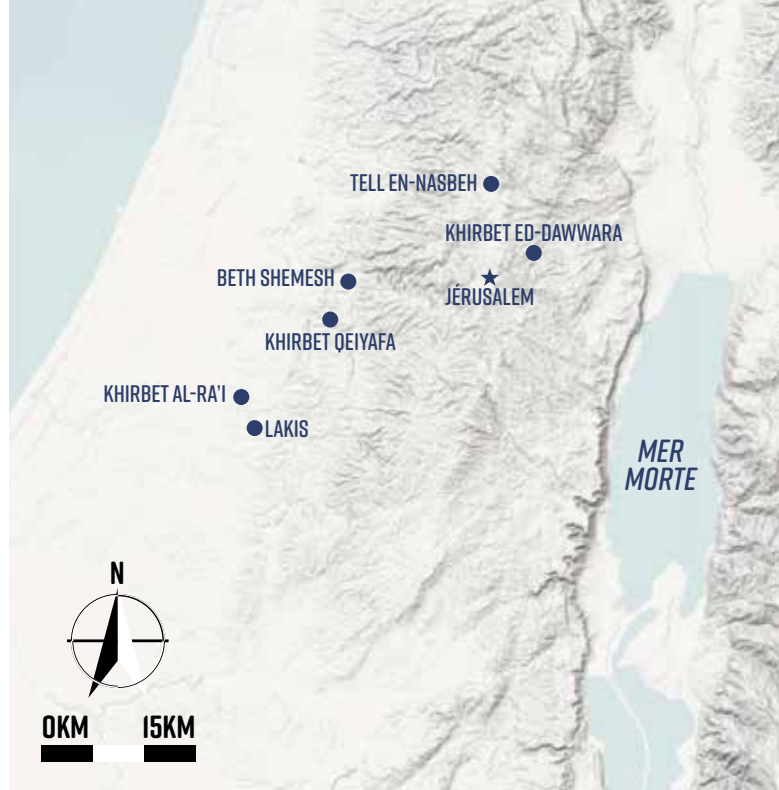 TELL EN-NASBEH
KHIRBET ED-DAWWARA
BETH SHEMESH
JÉRUSALEM
KHIRBET QEIYAFA
KHIRBET AL-RA'I
LAKIS
MER
MORTE
N
0KM 15KM